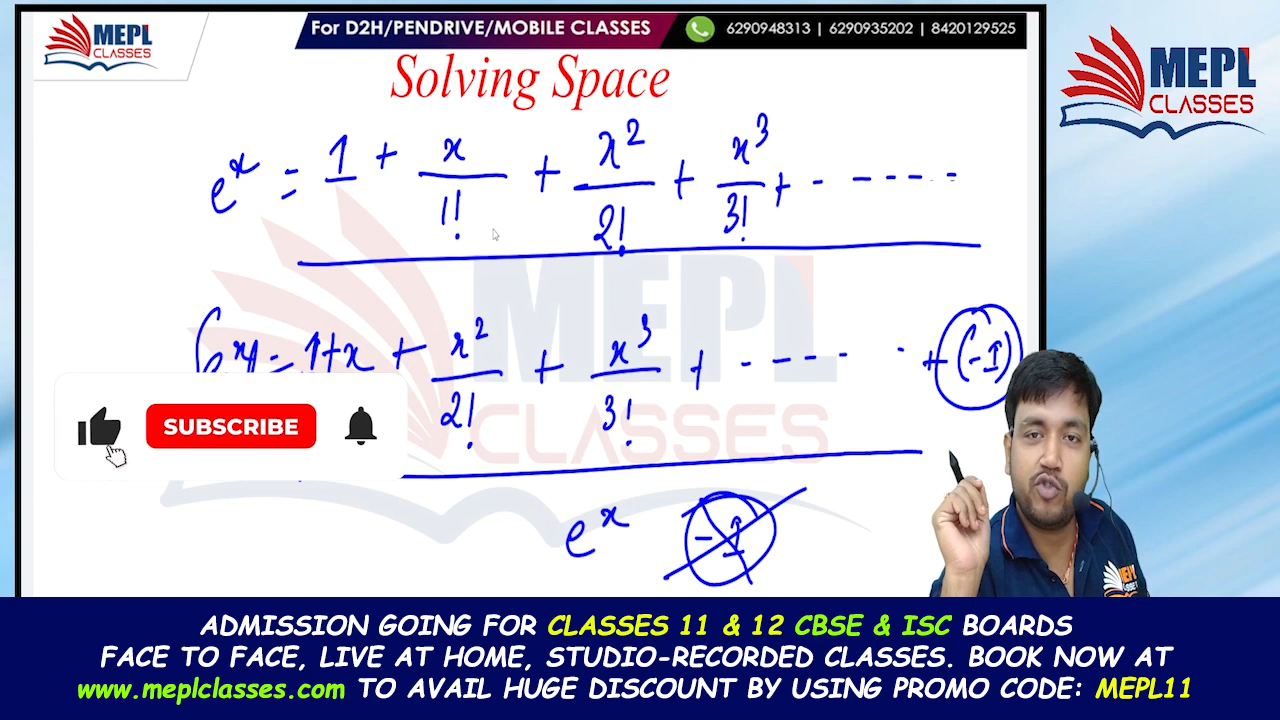 MEPL CLASSES
For D2H/PENDRIVE/MOBILE CLASSES
6290948313 | 6290935202 | 8420129525
MEPL CLASSES
Solving Space
e^x = 1 + x/1! + x^2/2! + x^3/3! + - - - - - -
= 1+x + x^2/2! + x^3/3! + - - - - - + (-1)
SUBSCRIBE
e^x -1
MEPL CLASSES
ADMISSION GOING FOR CLASSES 11 & 12 CBSE & ISC BOARDS
FACE TO FACE, LIVE AT HOME, STUDIO-RECORDED CLASSES. BOOK NOW AT
www.meplclasses.com TO AVAIL HUGE DISCOUNT BY USING PROMO CODE: MEPL11